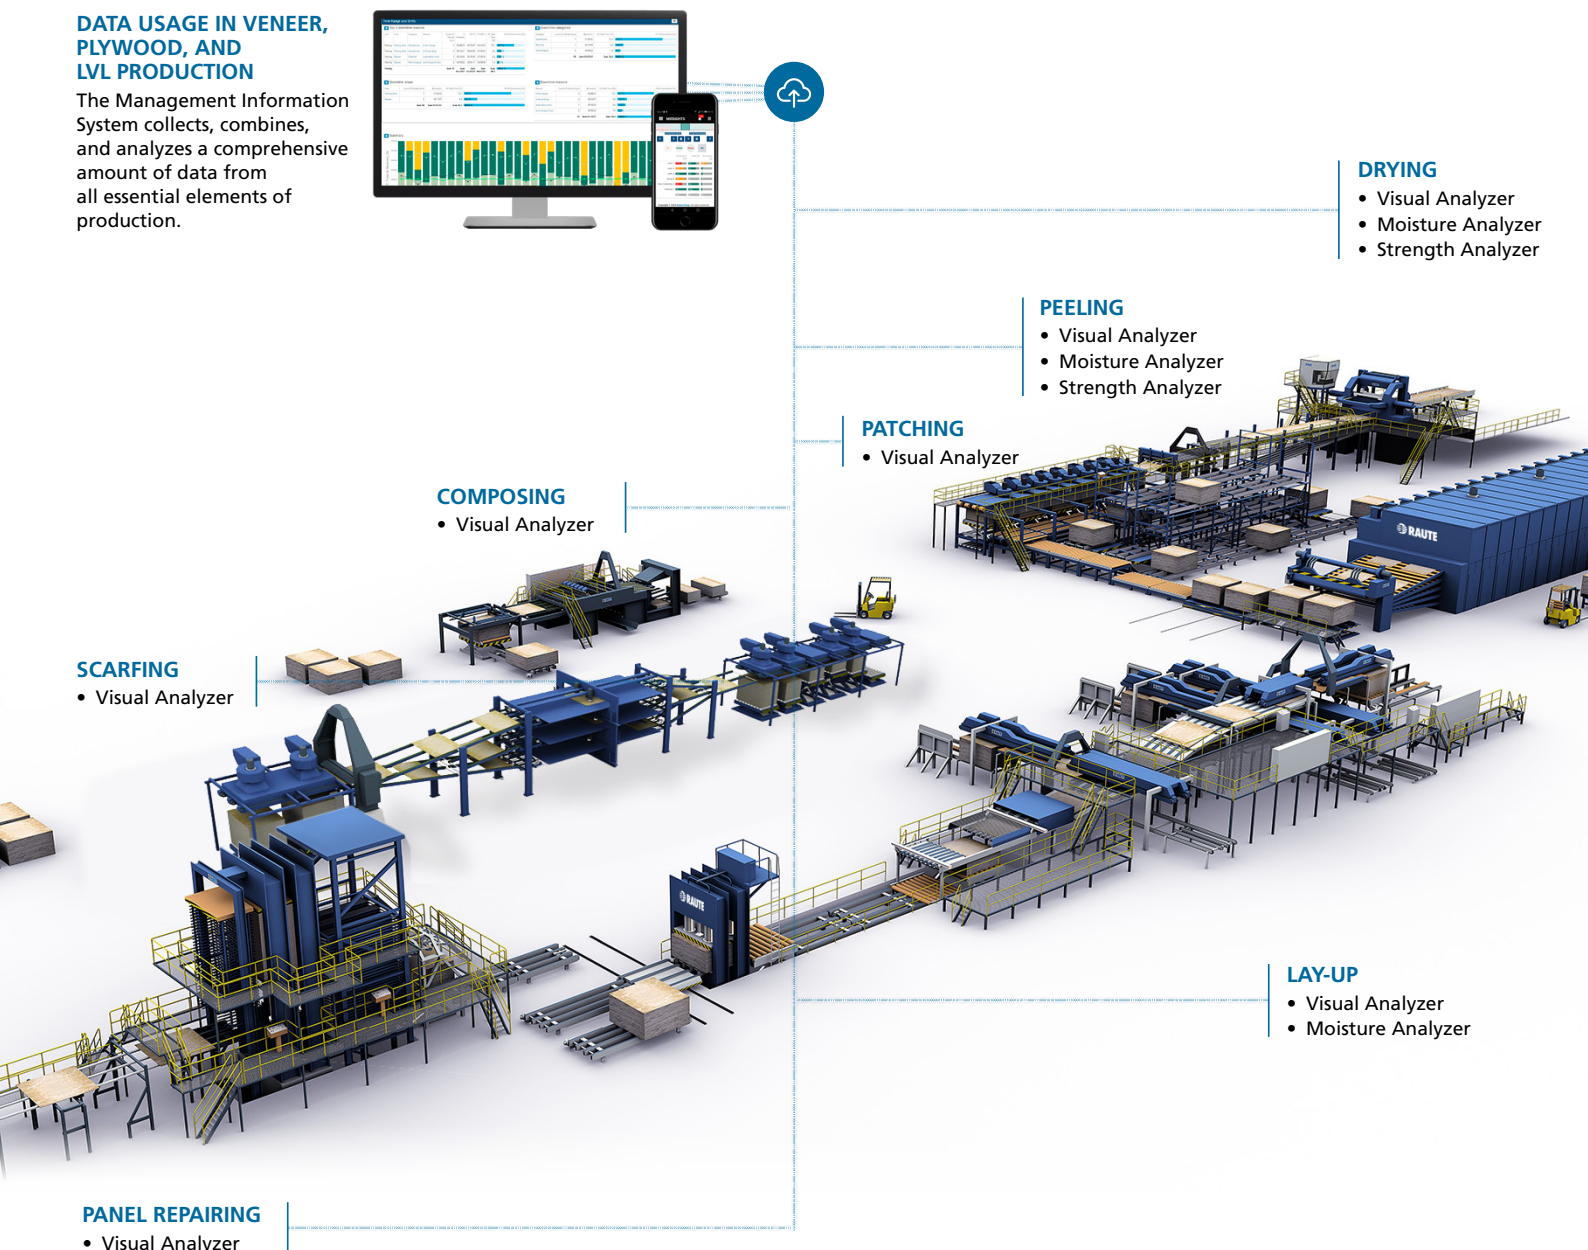 DATA USAGE IN VENEER,
PLYWOOD, AND
LVL PRODUCTION
The Management Information
System collects, combines,
and analyzes a comprehensive
amount of data from
all essential elements of
production.
DRYING
• Visual Analyzer
• Moisture Analyzer
• Strength Analyzer
PEELING
• Visual Analyzer
• Moisture Analyzer
• Strength Analyzer
PATCHING
• Visual Analyzer
COMPOSING
• Visual Analyzer
RAUTE
SCARFING
• Visual Analyzer
RAUTE
LAY-UP
• Visual Analyzer
• Moisture Analyzer
PANEL REPAIRING
• Visual Analyzer